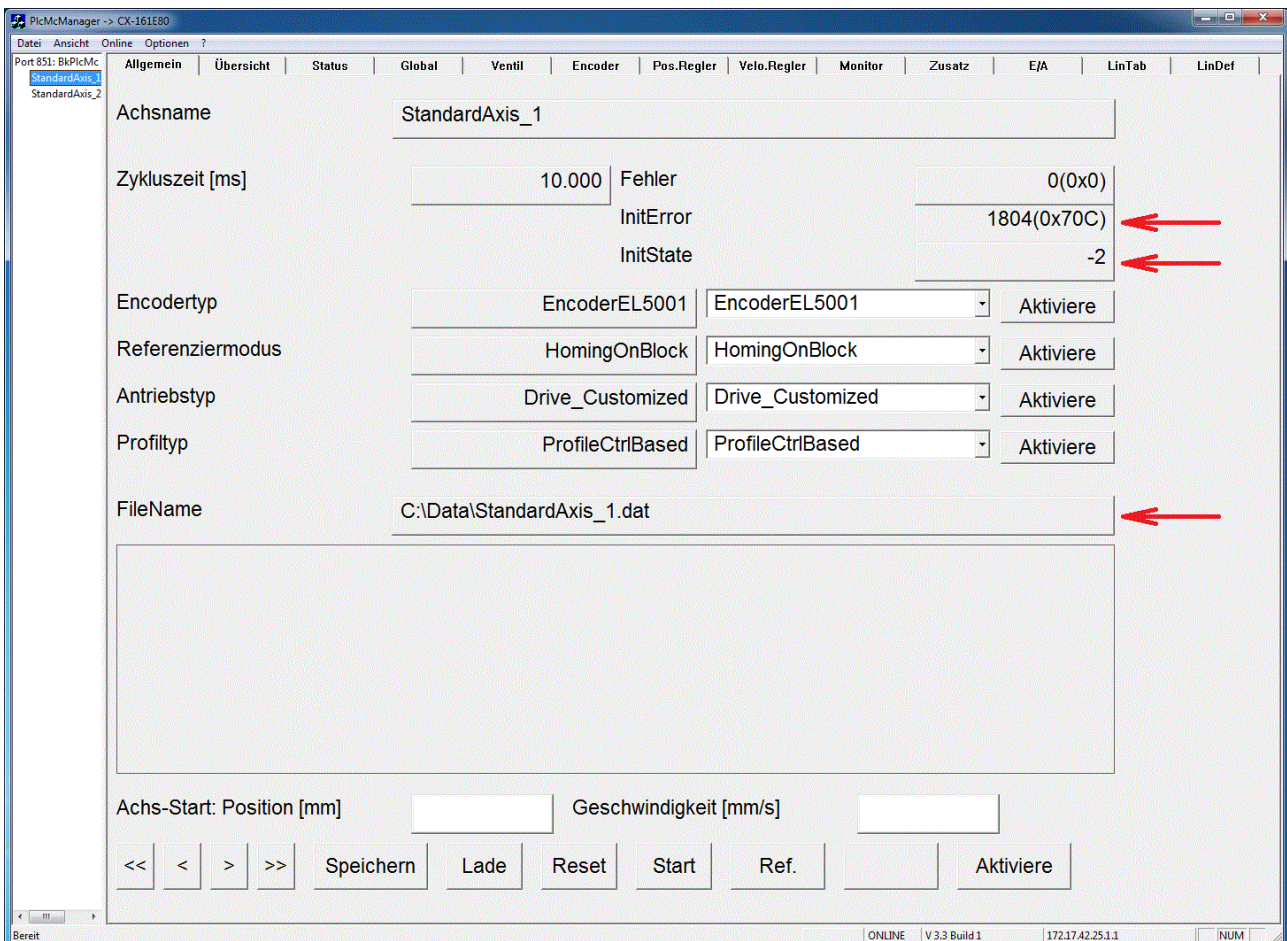 PlcMcManager -> CX-161E80
Datei Ansicht Online Optionen ?
Port 851: BkPlcMc
StandardAxis_1
StandardAxis_2
Allgemein Übersicht Status Global Ventil Encoder Pos.Regler Velo.Regler Monitor Zusatz E/A LinTab LinDef
Achsname StandardAxis_1
Zykluszeit [ms] 10.000 Fehler 0(0x0)
InitError 1804(0x70C)
InitState -2
Encodertyp EncoderEL5001 EncoderEL5001 Aktiviere
Referenziermodus HomingOnBlock HomingOnBlock Aktiviere
Antriebstyp Drive_Customized Drive_Customized Aktiviere
Profiltyp ProfileCtrlBased ProfileCtrlBased Aktiviere
FileName C:\Data\StandardAxis_1.dat
Achs-Start: Position [mm] Geschwindigkeit [mm/s]
<< < > >> Speichern Lade Reset Start Ref. Aktiviere
Bereit ONLINE V 3.3 Build 1 172.17.42.25.1.1 NUM